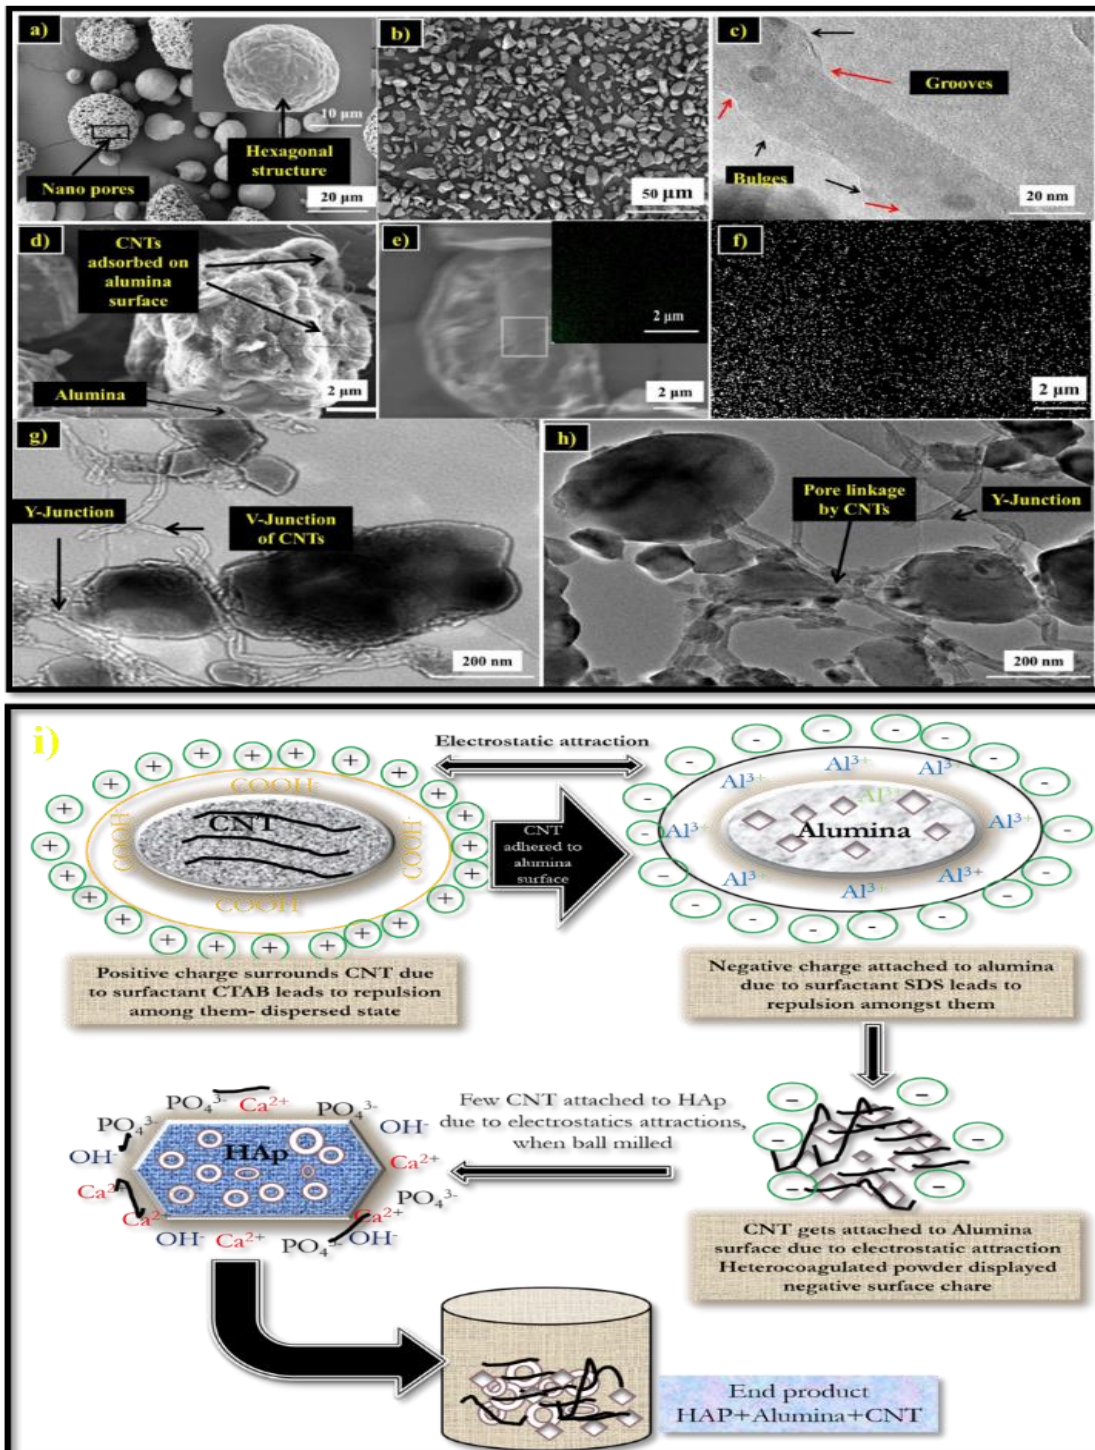 a)
10 µm
Hexagonal
structure
Nano pores
20 µm
b)
50 µm
c)
Grooves
Bulges
20 nm
d)
CNTs
adsorbed on
alumina
surface
Alumina
2 µm
e)
2 µm
2 µm
f)
2 µm
g)
Y-Junction
V-Junction
of CNTs
200 nm
h)
Pore linkage
by CNTs
Y-Junction
200 nm
i)
+ + + + + + + + + + + + + + + + + + + + + + + +
COOH-
COOH-
CNT
COOH-
COOH
Electrostatic attraction
CNT
adhered to
alumina
surface
- - - - - - - - - - - - - - - - - - - -
Al3+
Al3+
Al3+
Al3+
Alumina
Al3+
Al3+
Al3+
Al3+
Positive charge surrounds CNT due
to surfactant CTAB leads to repulsion
among them- dispersed state
Negative charge attached to alumina
due to surfactant SDS leads to
repulsion amongst them
Few CNT attached to HAp
due to electrostatics attractions,
when ball milled
PO₄³⁻
Ca²⁺
PO₄³⁻
PO₄³⁻
OH-
OH-
HAp
Ca²⁺
Ca²⁺
PO₄³⁻
Ca²⁺
Ca²⁺
OH-
Ca²⁺
PO₄³⁻
OH-
- - - - - -
CNT gets attached to Alumina
surface due to electrostatic attraction
Heterocoagulated powder displayed
negative surface chare
End product
HAP+Alumina+CNT